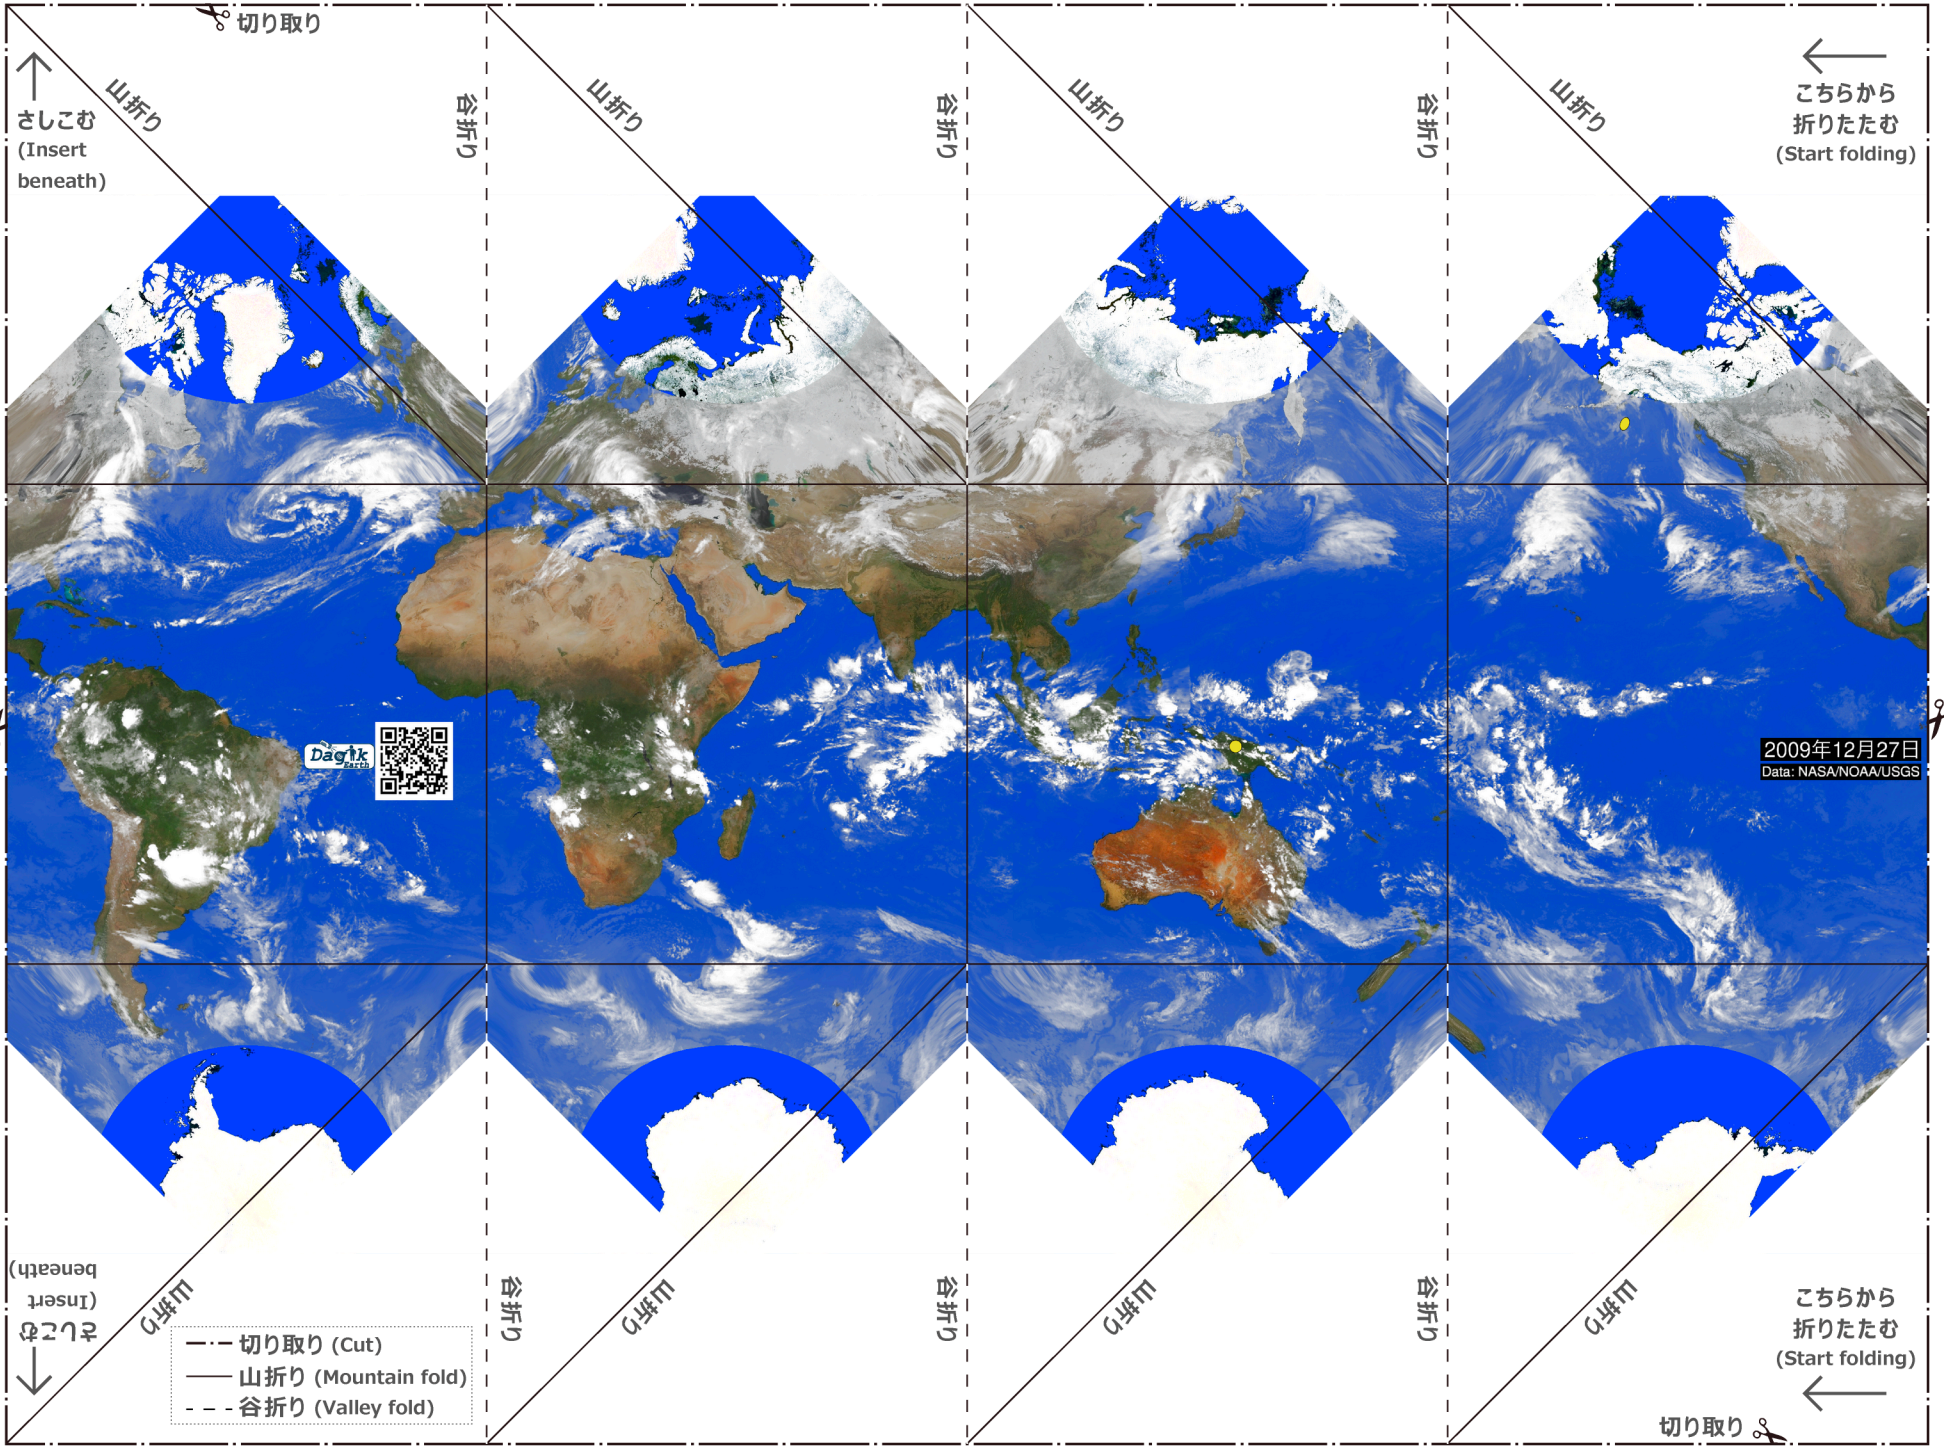 切り取り
山折り
谷折り
山折り
谷折り
山折り
谷折り
山折り
さしこむ
(Insert
beneath)
こちらから
折りたたむ
(Start folding)
Dagik
Earth
2009年12月27日
Data: NASA/NOAA/USGS
さしこむ
(Insert
beneath)
山折り
谷折り
山折り
谷折り
山折り
谷折り
山折り
切り取り (Cut)
山折り (Mountain fold)
谷折り (Valley fold)
こちらから
折りたたむ
(Start folding)
切り取り